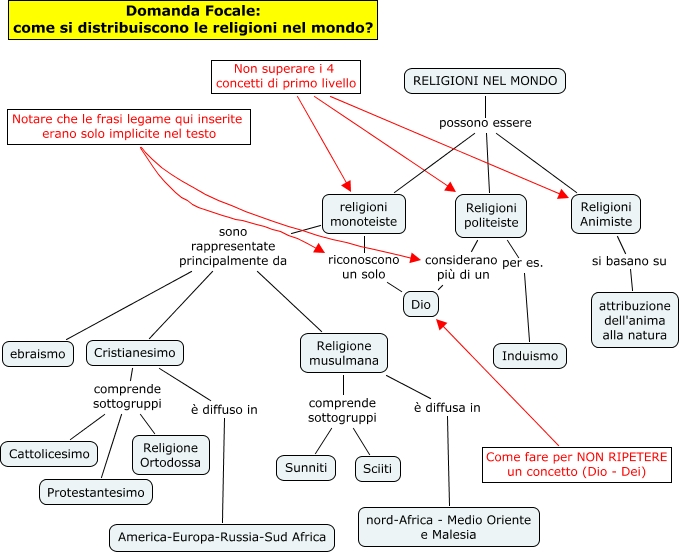 Domanda Focale:
come si distribuiscono le religioni nel mondo?
Non superare i 4
concetti di primo livello
RELIGIONI NEL MONDO
Notare che le frasi legame qui inserite
erano solo implicite nel testo
possono essere
religioni
monoteiste
Religioni
politeiste
Religioni
Animiste
sono
rappresentate
principalmente da
riconoscono
un solo
considerano
più di un
per es.
si basano su
Dio
attribuzione
dell'anima
alla natura
ebraismo
Cristianesimo
Religione
musulmana
Induismo
comprende
sottogruppi
è diffuso in
comprende
sottogruppi
è diffusa in
Cattolicesimo
Religione
Ortodossa
Protestantesimo
Sunniti
Sciiti
Come fare per NON RIPETERE
un concetto (Dio - Dei)
America-Europa-Russia-Sud Africa
nord-Africa - Medio Oriente
e Malesia